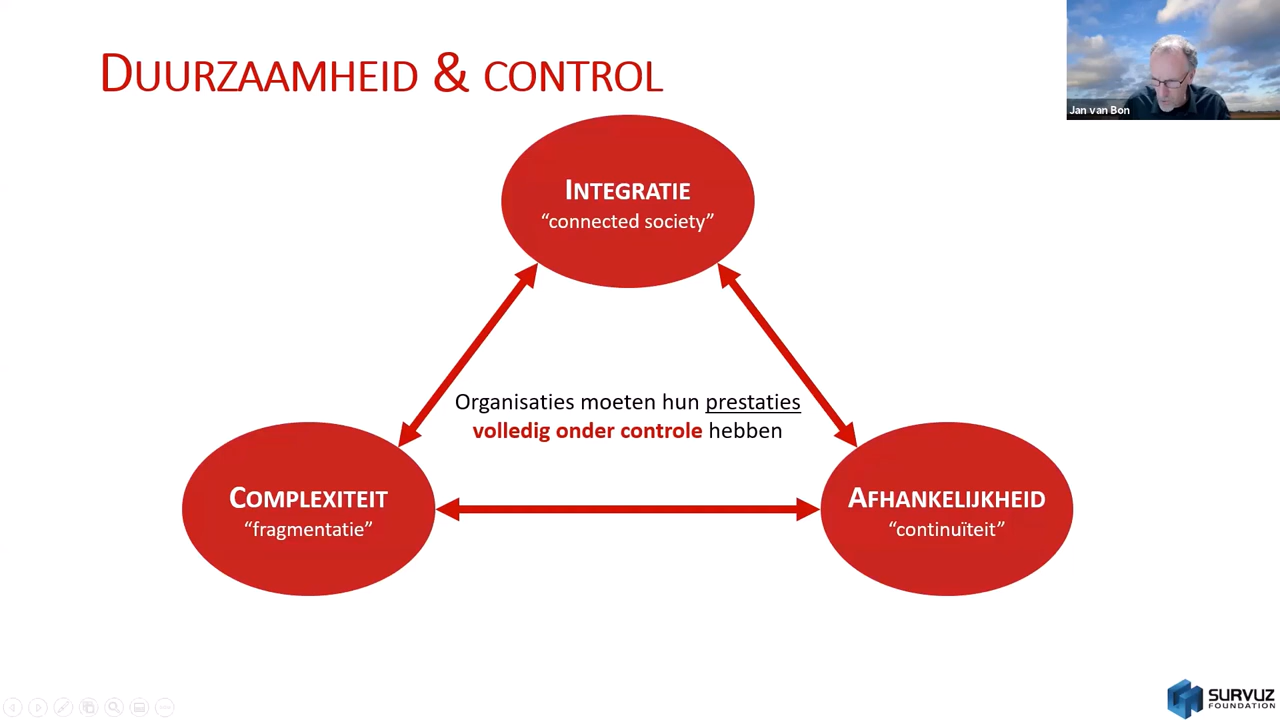 DUURZAAMHEID & CONTROL
Jan van Bon
INTEGRATIE
“connected society”
Organisaties moeten hun prestaties
volledig onder controle hebben
COMPLEXITEIT
“fragmentatie”
AFHANKELIJKHEID
“continuïteit”
SURVUZ
FOUNDATION